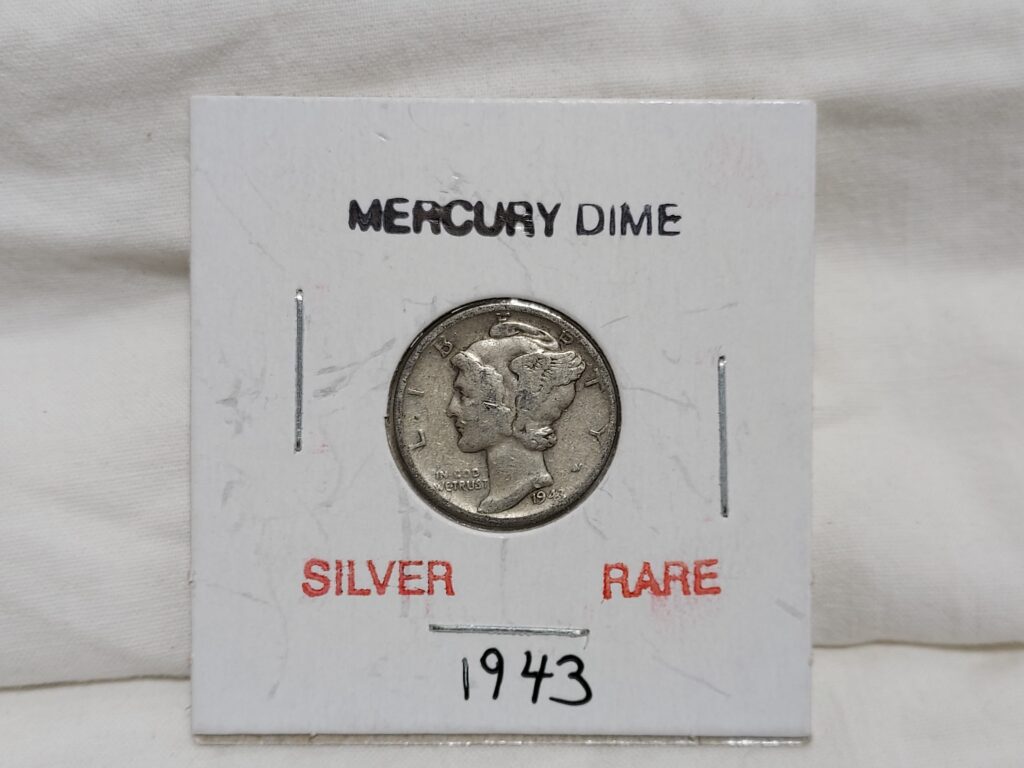 MERCURY DIME
LIBERTY
IN GOD
WE TRUST
1943
SILVER RARE
1943